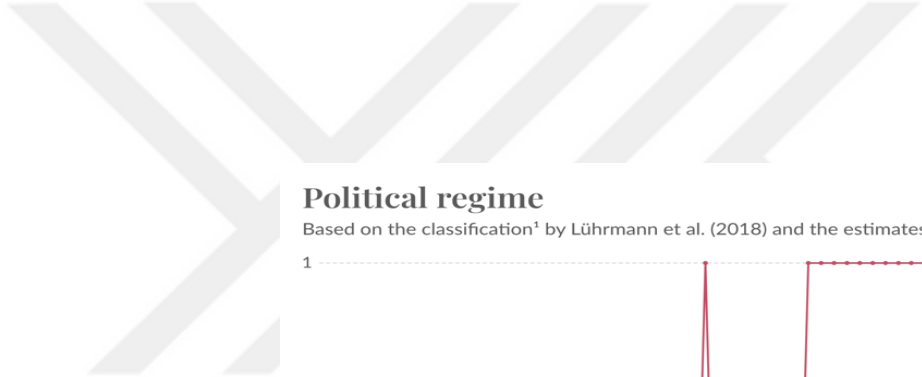 Political regime
Based on the classification¹ by Lührmann et al. (2018) and the estimates
1